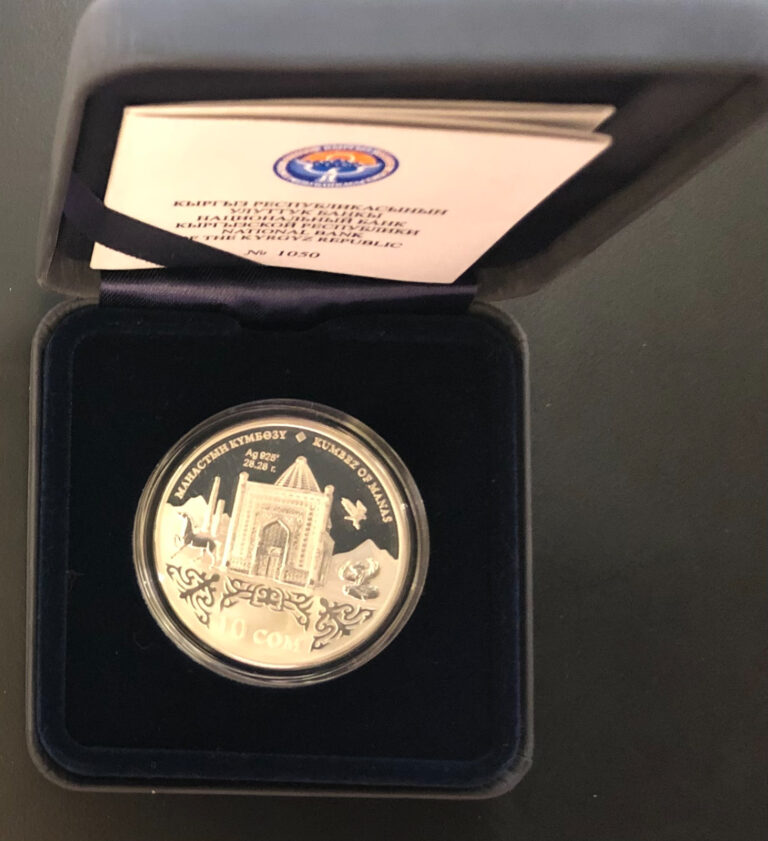 КЫРГЫЗ РЕСПУБЛИКАСЫНЫН
УЛУТТУК БАНКЫ
НАЦИОНАЛЬНЫЙ БАНК
КЫРГЫЗСКОЙ РЕСПУБЛИКИ
NATIONAL BANK
OF THE KYRGYZ REPUBLIC
№ 1050
МАНАСТЫН КҮМБӨЗҮ ◈ KUMBEZ OF MANAS
Ag 925°
28.28 г.
10 СОМ